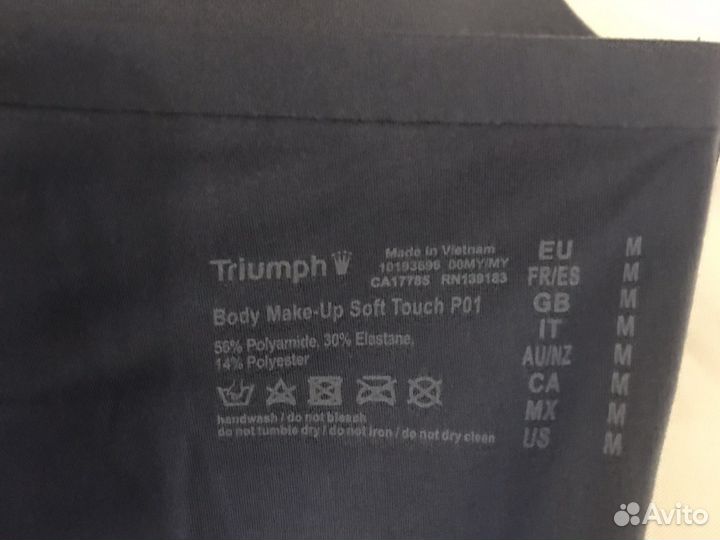 Triumph
Made in Vietnam
10193696 00MY/MY
CA17785 RN139183
Body Make-Up Soft Touch P01
56% Polyamide, 30% Elastane,
14% Polyester
handwash / do not bleach
do not tumble dry / do not iron / do not dry clean
EU M
FR/ES M
GB M
IT M
AU/NZ M
CA M
MX M
US M
Avito